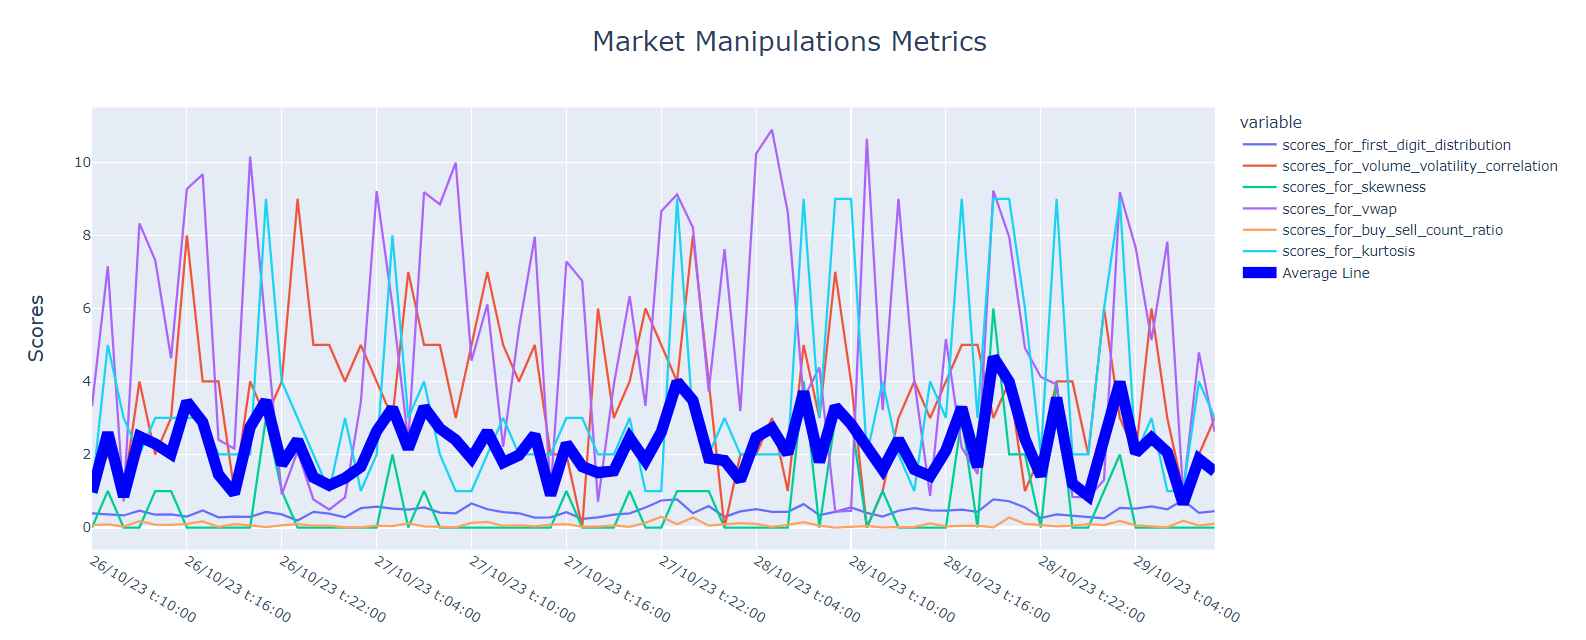 Market Manipulations Metrics
variable
scores_for_first_digit_distribution
scores_for_volume_volatility_correlation
scores_for_skewness
scores_for_vwap
scores_for_buy_sell_count_ratio
scores_for_kurtosis
Average Line
Scores
10
8
6
4
2
0
26/10/23 t:10:00
26/10/23 t:16:00
26/10/23 t:22:00
27/10/23 t:04:00
27/10/23 t:10:00
27/10/23 t:16:00
27/10/23 t:22:00
28/10/23 t:04:00
28/10/23 t:10:00
28/10/23 t:16:00
28/10/23 t:22:00
29/10/23 t:04:00